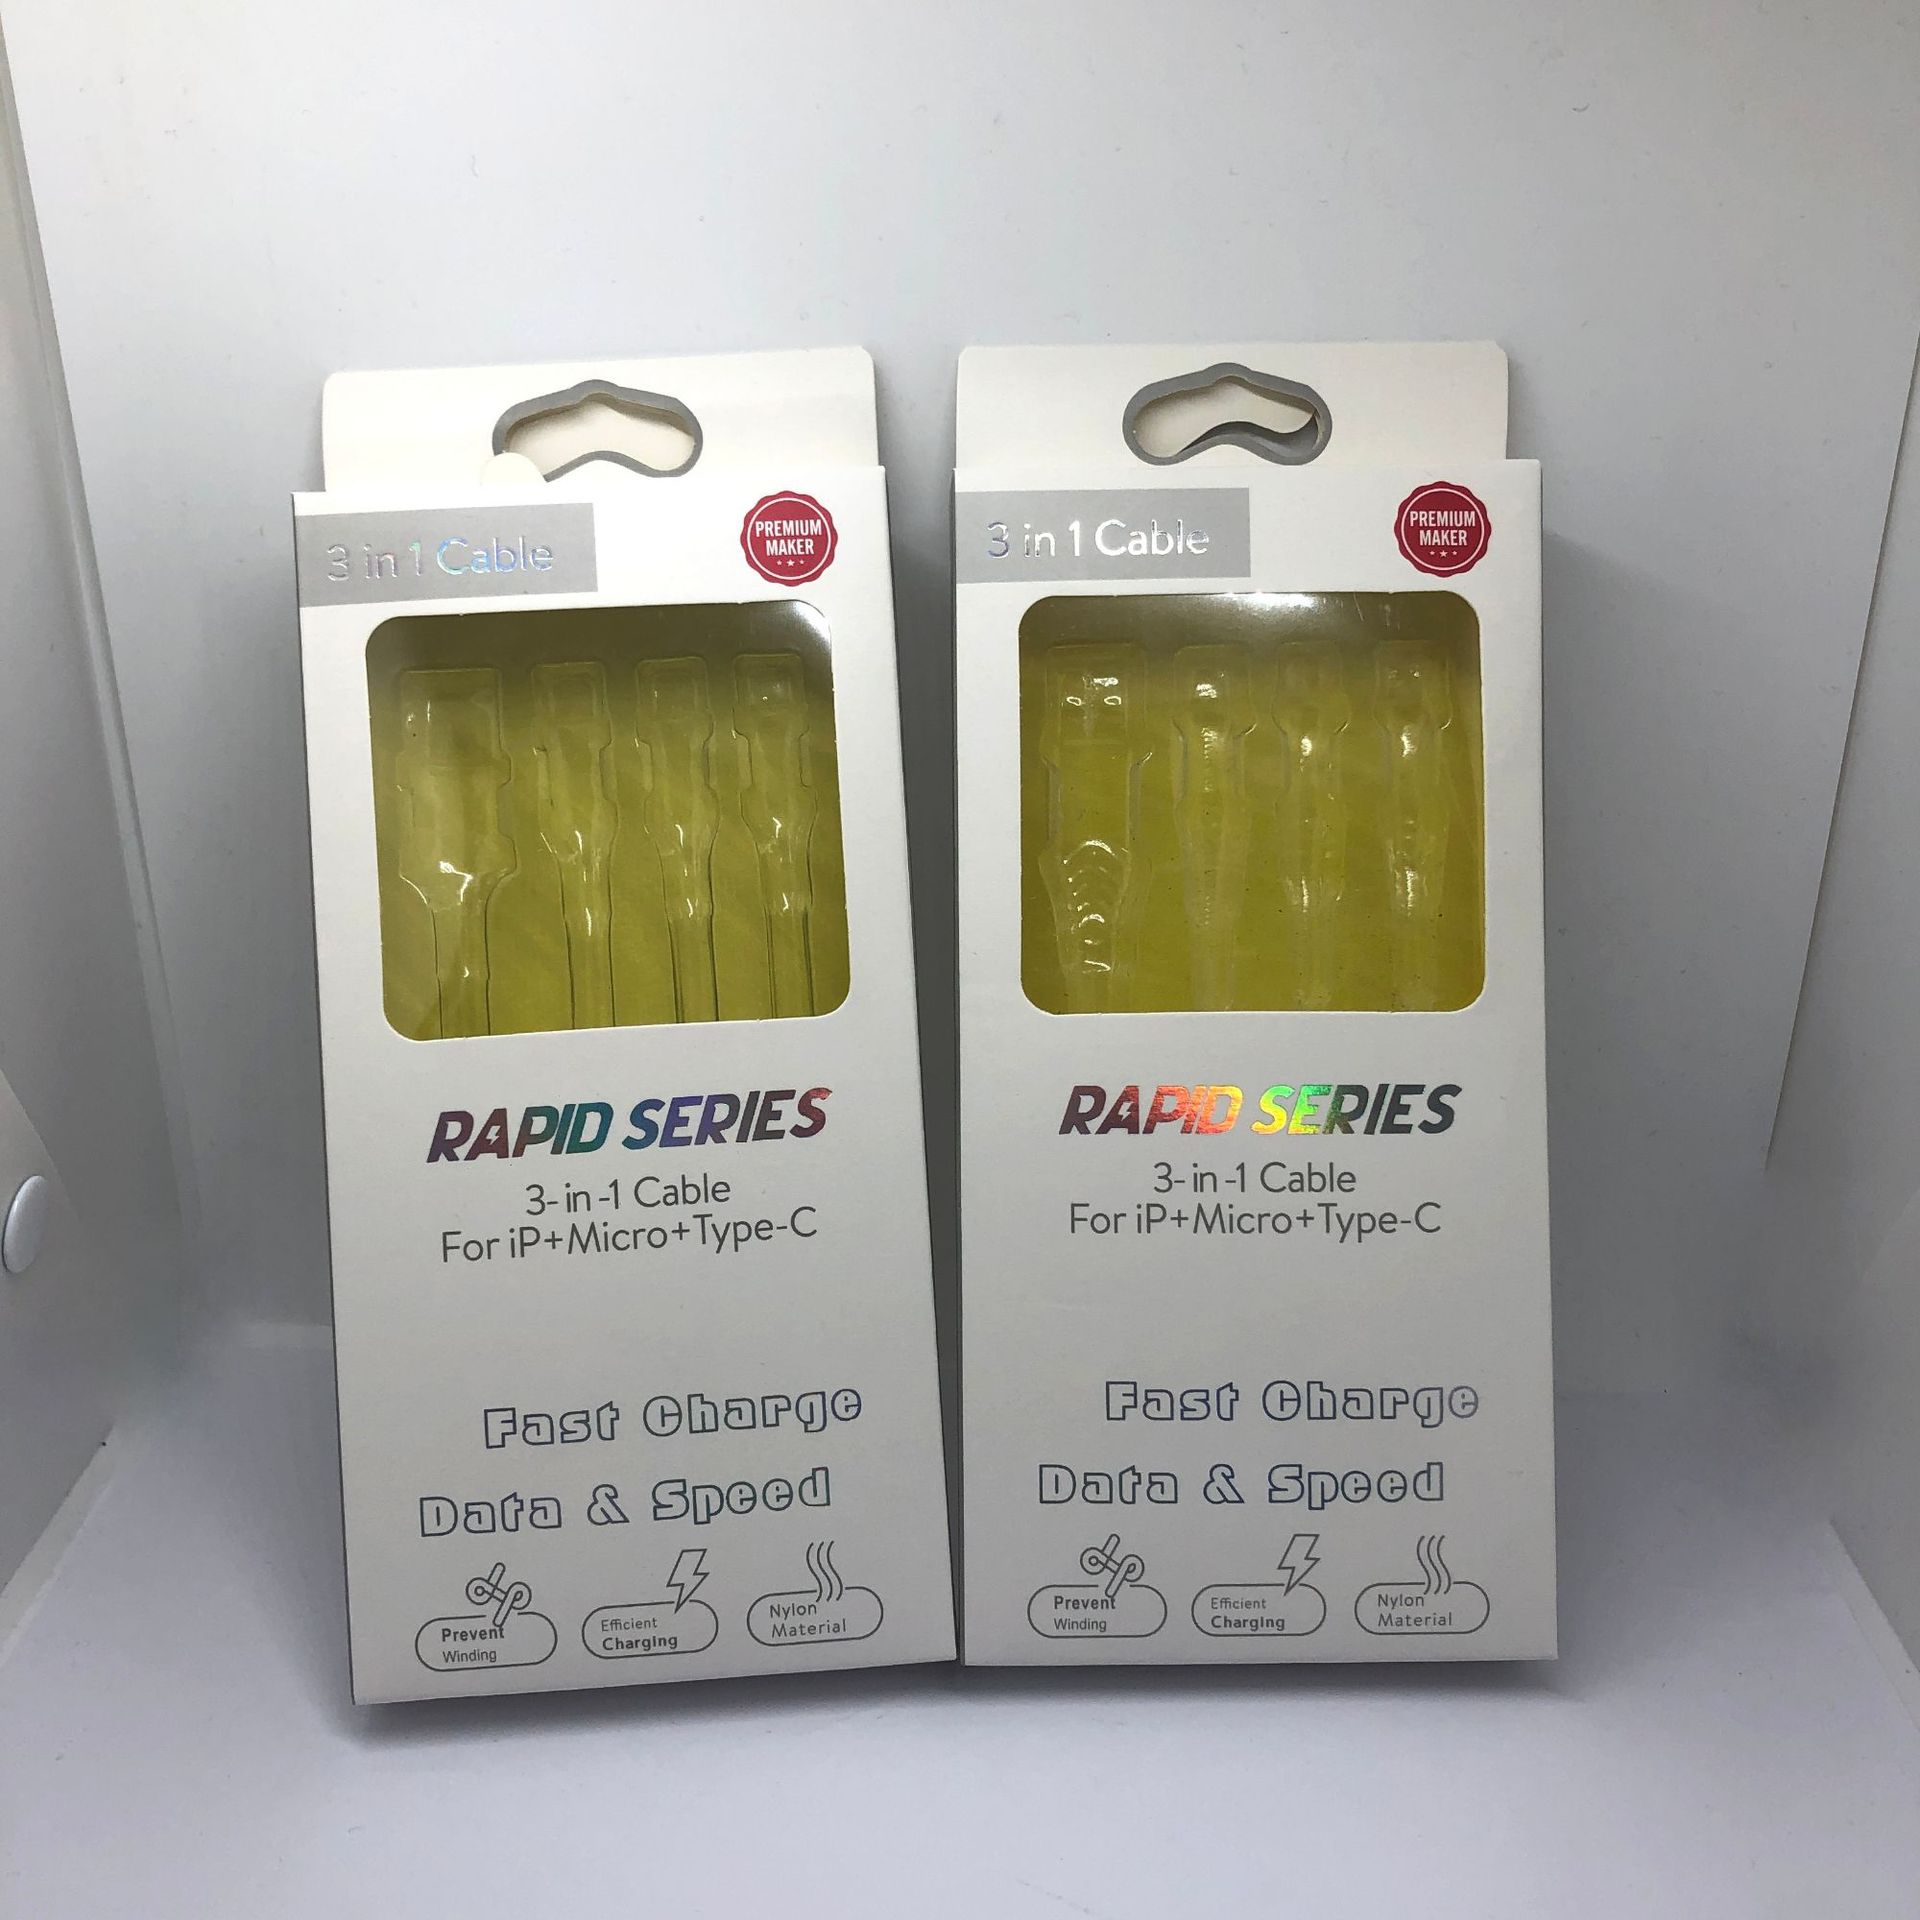 3 in 1 Cable
PREMIUM
MAKER
RAPID SERIES
3-in-1 Cable
For iP+Micro+Type-C
Fast Charge
Data & Speed
Prevent
Winding
Efficient
Charging
Nylon
Material
3 in 1 Cable
PREMIUM
MAKER
RAPID SERIES
3-in-1 Cable
For iP+Micro+Type-C
Fast Charge
Data & Speed
Prevent
Winding
Efficient
Charging
Nylon
Material